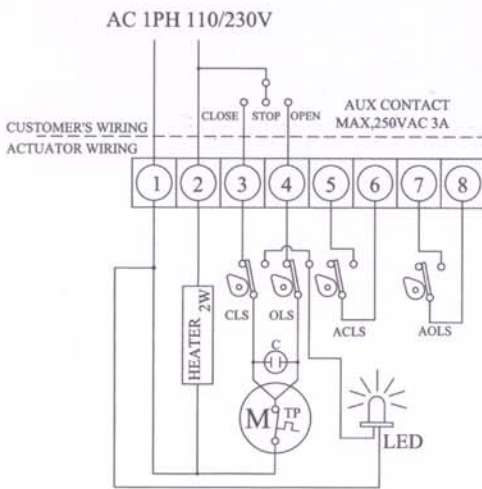 AC 1PH 110/230V
CLOSE STOP OPEN
AUX CONTACT
MAX,250VAC 3A
CUSTOMER'S WIRING
ACTUATOR WIRING
1 2 3 4 5 6 7 8
HEATER 2W
CLS OLS ACLS AOLS
C
M TP
LED